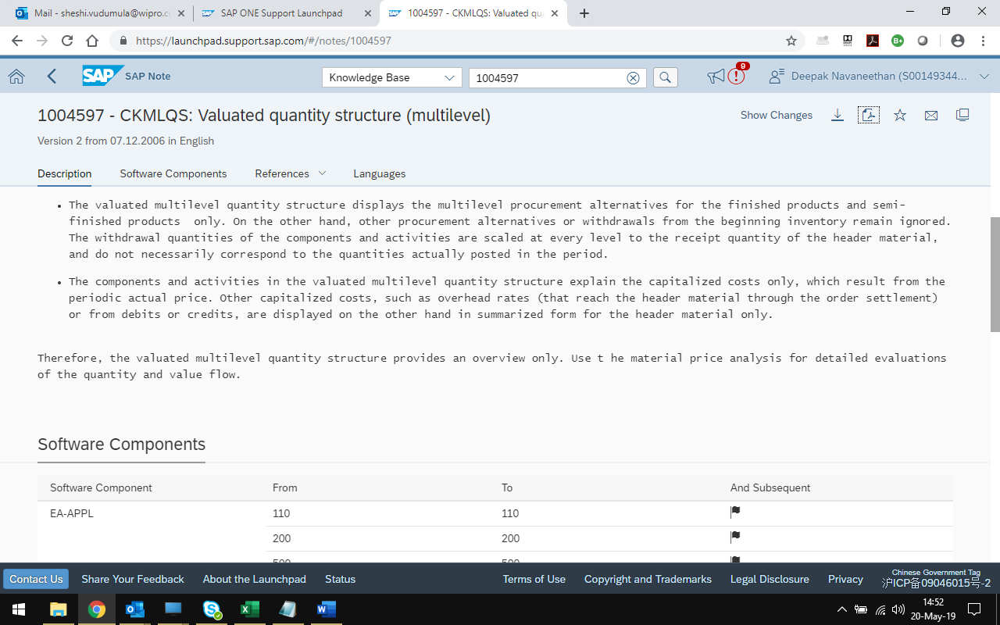 Mail - sheshi.vudumula@wipro.c
SAP ONE Support Launchpad
1004597 - CKMLQS: Valuated qu
https://launchpad.support.sap.com/#/notes/1004597
SAP SAP Note
Knowledge Base
1004597
9
Deepak Navaneethan (S00149344...
1004597 - CKMLQS: Valuated quantity structure (multilevel)
Show Changes
Version 2 from 07.12.2006 in English
Description Software Components References Languages
• The valuated multilevel quantity structure displays the multilevel procurement alternatives for the finished products and semi-
finished products  only. On the other hand, other procurement alternatives or withdrawals from the beginning inventory remain ignored.
The withdrawal quantities of the components and activities are scaled at every level to the receipt quantity of the header material,
and do not necessarily correspond to the quantities actually posted in the period.
• The components and activities in the valuated multilevel quantity structure explain the capitalized costs only, which result from the
periodic actual price. Other capitalized costs, such as overhead rates (that reach the header material through the order settlement)
or from debits or credits, are displayed on the other hand in summarized form for the header material only.
Therefore, the valuated multilevel quantity structure provides an overview only. Use t he material price analysis for detailed evaluations
of the quantity and value flow.
Software Components
Software Component From To And Subsequent
EA-APPL 110 110
200 200
500 500
Contact Us Share Your Feedback About the Launchpad Status Terms of Use Copyright and Trademarks Legal Disclosure Privacy
Chinese Government Tag
沪ICP备09046015号-2
14:52
20-May-19